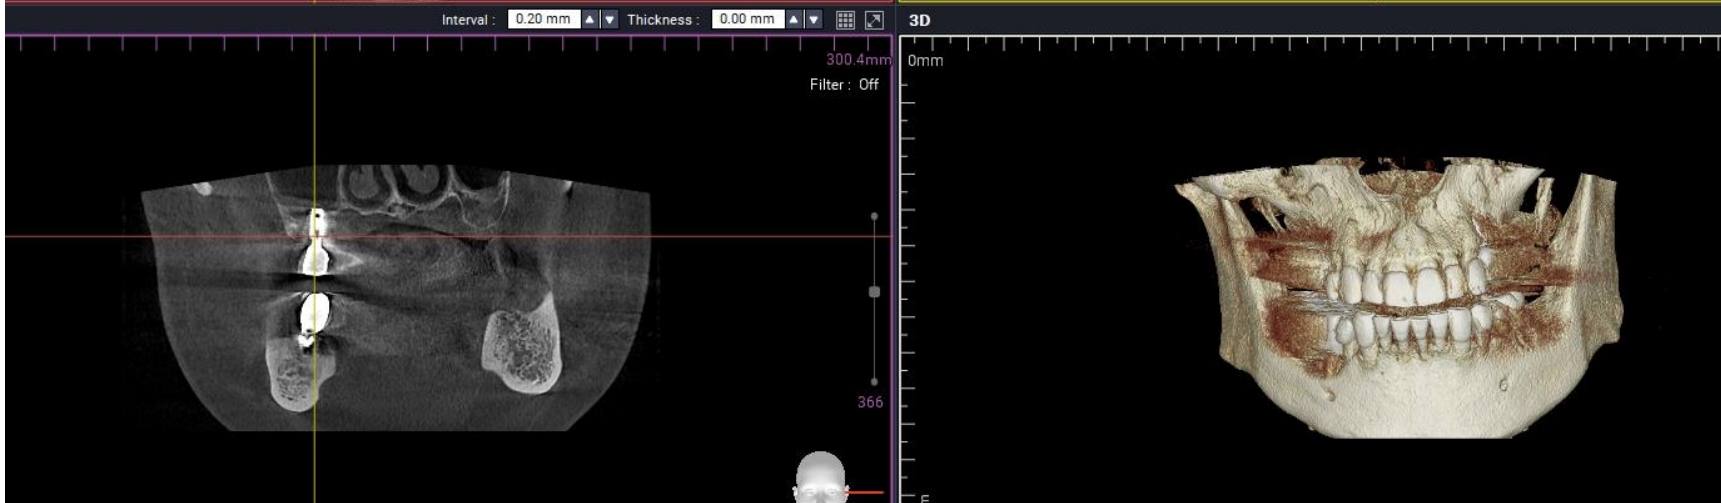 Interval : 0.20 mm Thickness : 0.00 mm
3D
300.4mm
Filter : Off
366
0mm